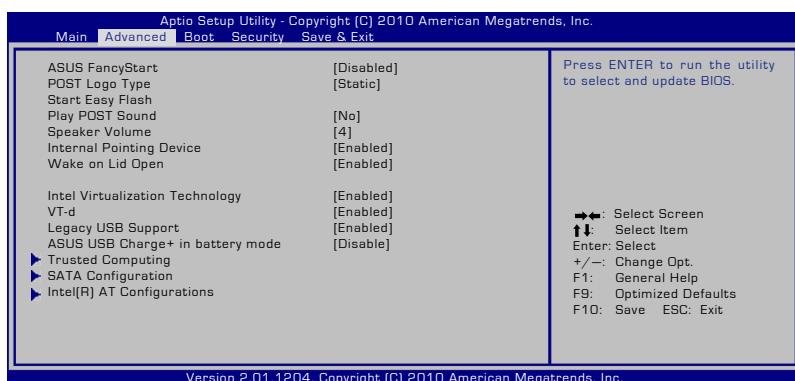 Aptio Setup Utility - Copyright (C) 2010 American Megatrends, Inc.
Main Advanced Boot Security Save & Exit
ASUS FancyStart [Disabled]
POST Logo Type [Static]
Start Easy Flash
Play POST Sound [No]
Speaker Volume [4]
Internal Pointing Device [Enabled]
Wake on Lid Open [Enabled]
Intel Virtualization Technology [Enabled]
VT-d [Enabled]
Legacy USB Support [Enabled]
ASUS USB Charge+ in battery mode [Disable]
Trusted Computing
SATA Configuration
Intel(R) AT Configurations
Press ENTER to run the utility
to select and update BIOS.
→←: Select Screen
↑↓: Select Item
Enter: Select
+/—: Change Opt.
F1: General Help
F9: Optimized Defaults
F10: Save ESC: Exit
Version 2.01.1204. Copyright (C) 2010 American Megatrends, Inc.